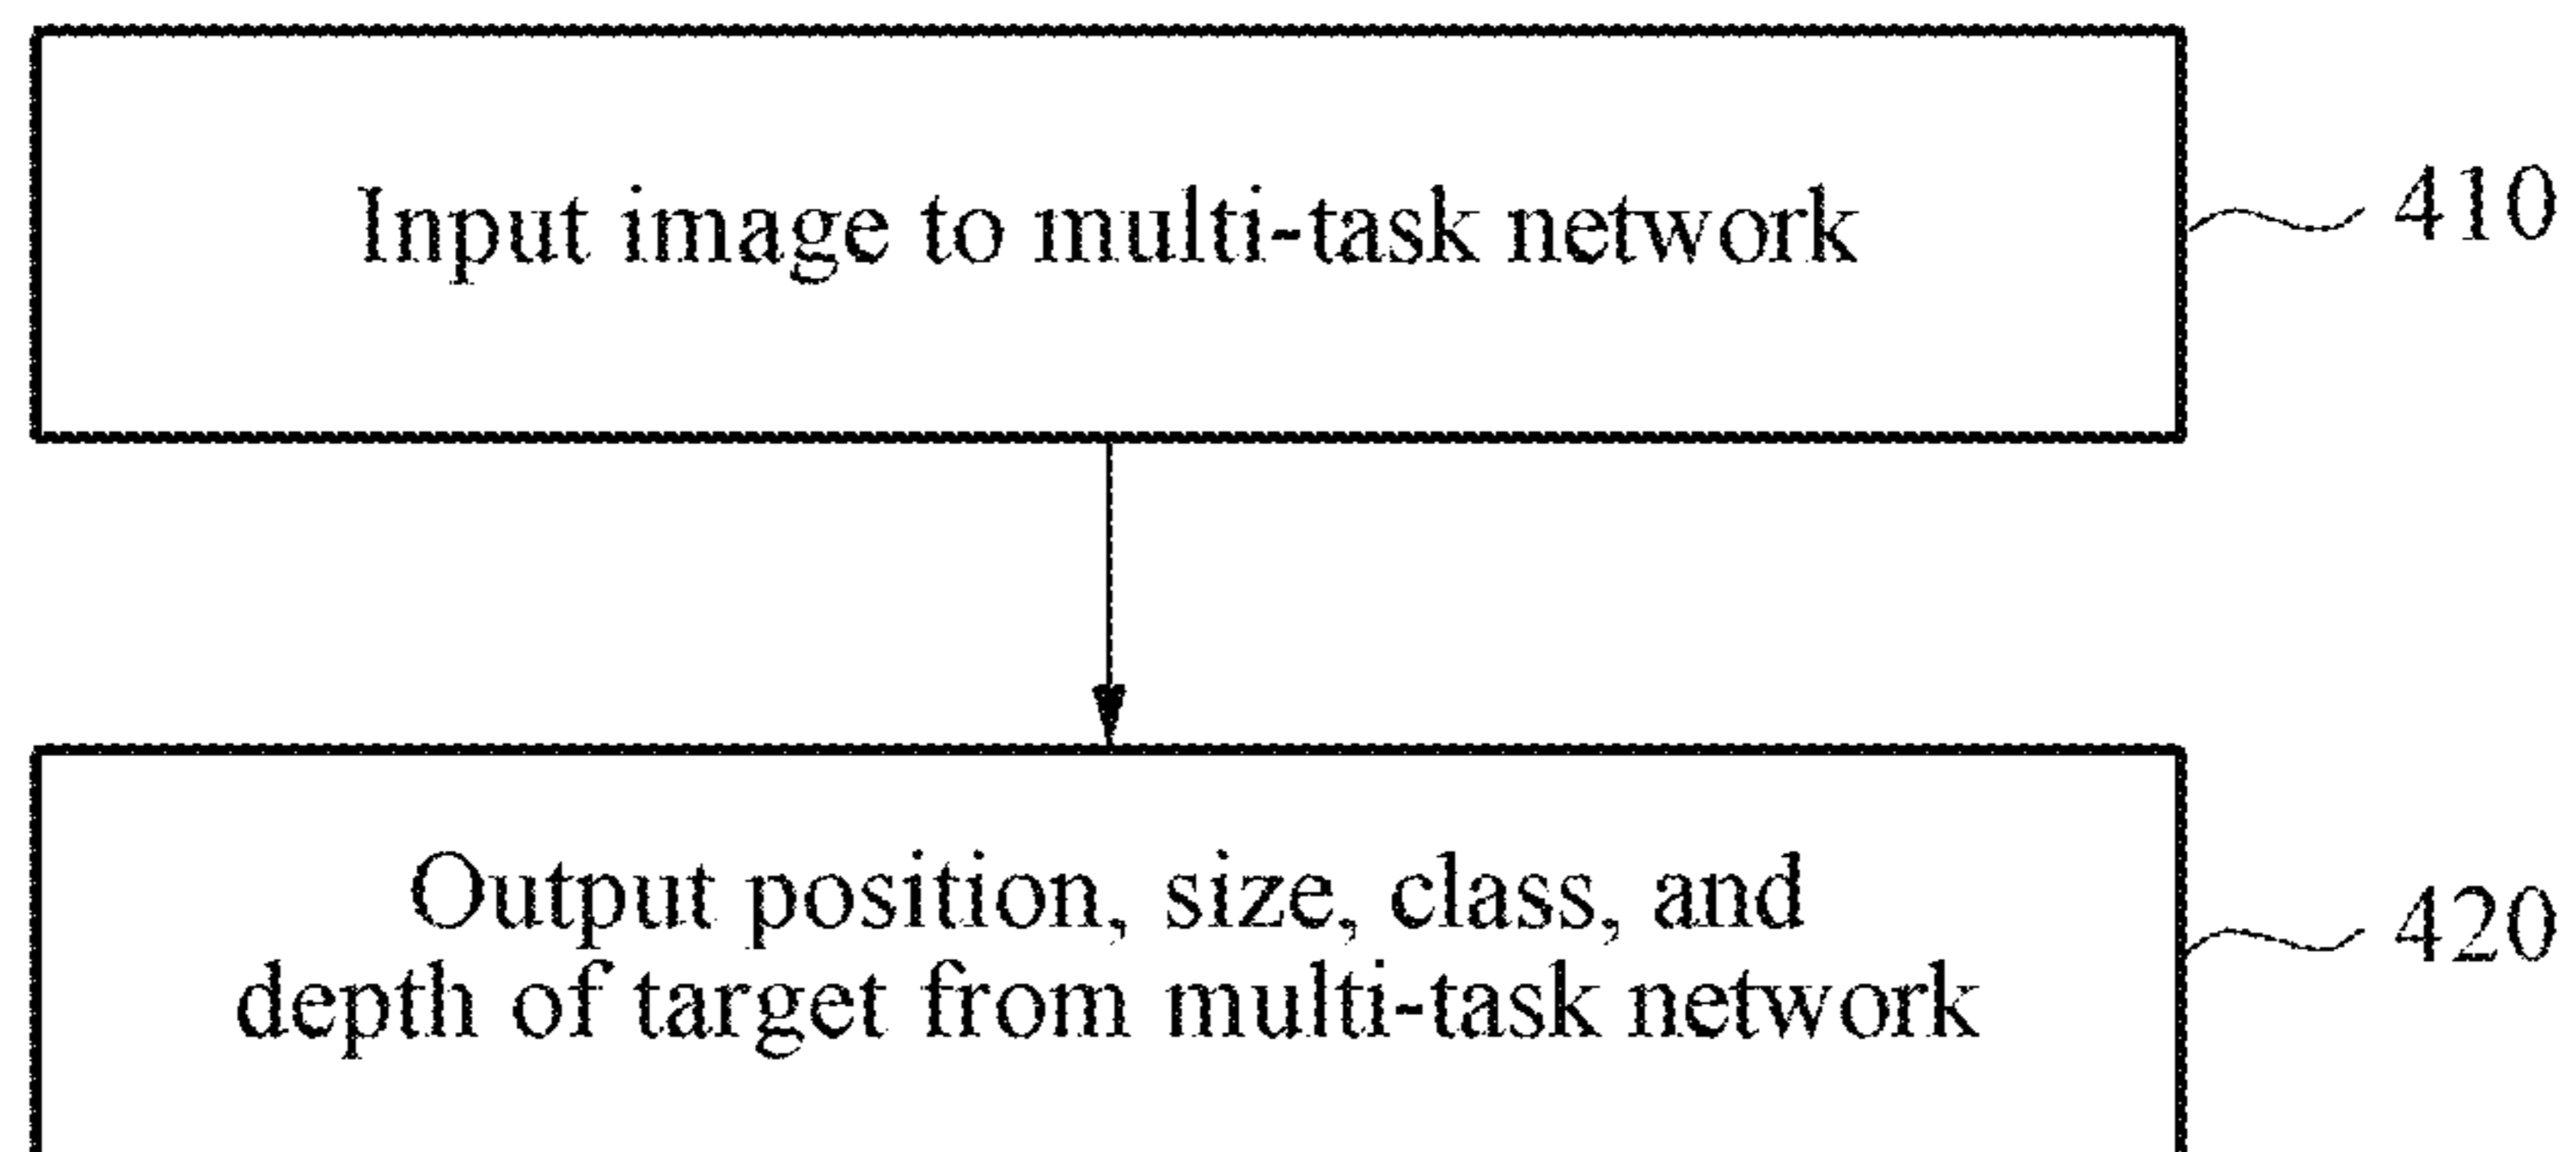 Input image to multi-task network
410
Output position, size, class, and
depth of target from multi-task network
420